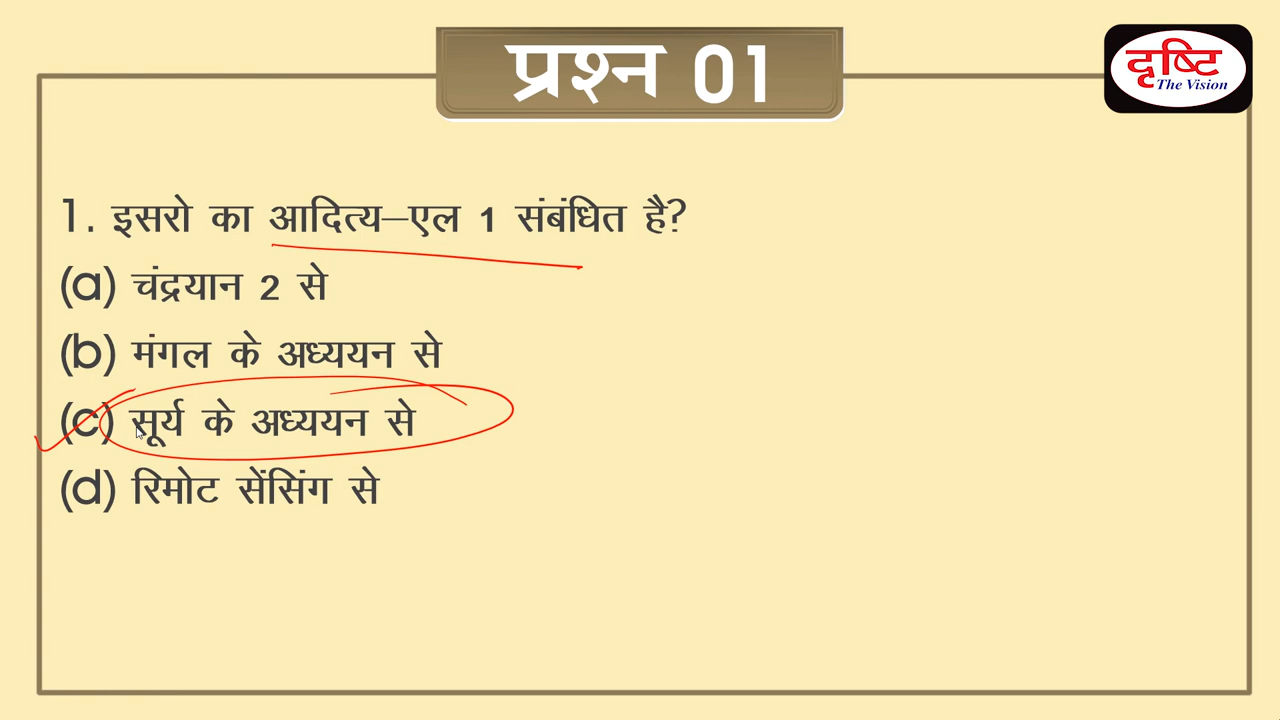 प्रश्न 01
दृष्टि
The Vision
1. इसरो का आदित्य–एल 1 संबंधित है?
(a) चंद्रयान 2 से
(b) मंगल के अध्ययन से
(c) सूर्य के अध्ययन से
(d) रिमोट सेंसिंग से